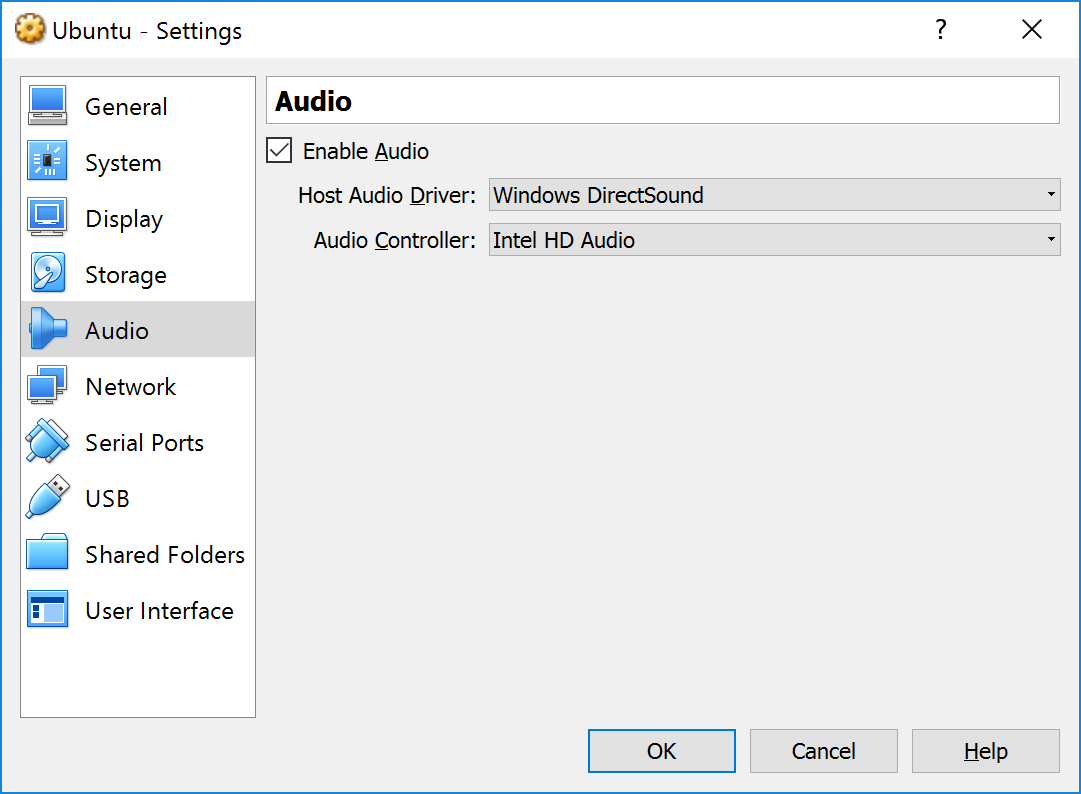 Ubuntu - Settings
?
General
System
Display
Storage
Audio
Network
Serial Ports
USB
Shared Folders
User Interface
Audio
Enable Audio
Host Audio Driver: Windows DirectSound
Audio Controller: Intel HD Audio
OK Cancel Help